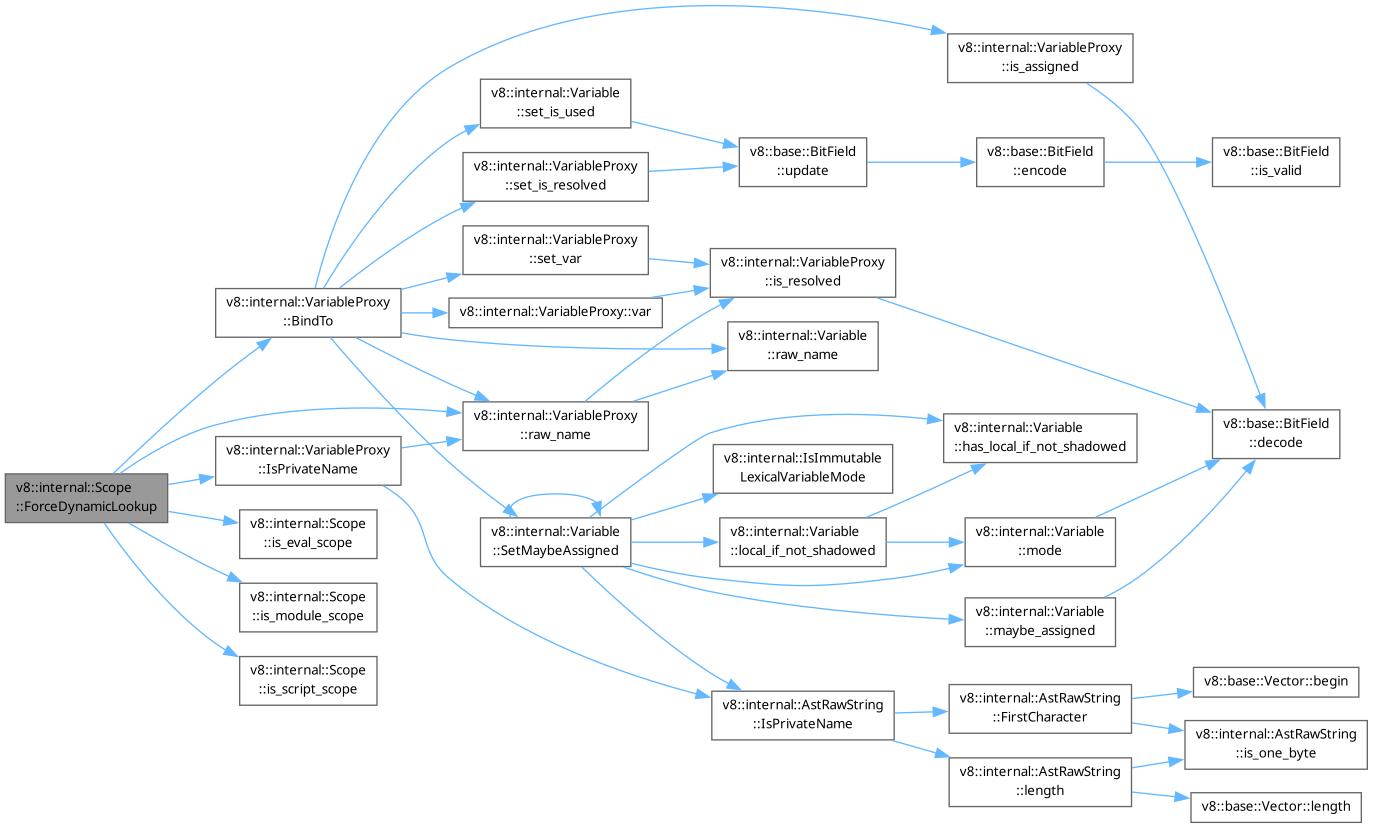 v8::internal::Scope
::ForceDynamicLookup
v8::internal::VariableProxy
::BindTo
v8::internal::VariableProxy
::IsPrivateName
v8::internal::Scope
::is_eval_scope
v8::internal::Scope
::is_module_scope
v8::internal::Scope
::is_script_scope
v8::internal::Variable
::set_is_used
v8::internal::VariableProxy
::set_is_resolved
v8::internal::VariableProxy
::set_var
v8::internal::VariableProxy::var
v8::internal::VariableProxy
::raw_name
v8::internal::Variable
::SetMaybeAssigned
v8::base::BitField
::update
v8::internal::VariableProxy
::is_resolved
v8::internal::Variable
::raw_name
v8::internal::IsImmutable
LexicalVariableMode
v8::internal::Variable
::local_if_not_shadowed
v8::internal::AstRawString
::IsPrivateName
v8::internal::VariableProxy
::is_assigned
v8::base::BitField
::encode
v8::internal::Variable
::has_local_if_not_shadowed
v8::internal::Variable
::mode
v8::internal::Variable
::maybe_assigned
v8::internal::AstRawString
::FirstCharacter
v8::internal::AstRawString
::length
v8::base::BitField
::is_valid
v8::base::BitField
::decode
v8::base::Vector::begin
v8::internal::AstRawString
::is_one_byte
v8::base::Vector::length